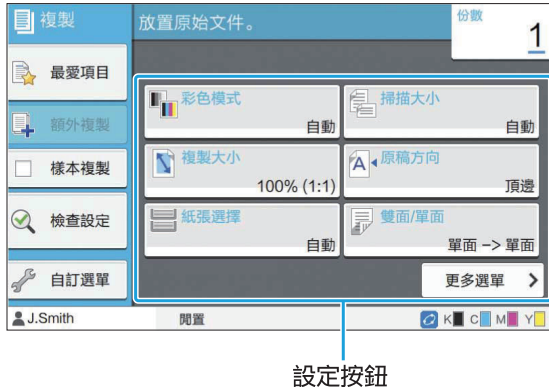 複製
放置原始文件。
份數
1
最愛項目
額外複製
樣本複製
檢查設定
自訂選單
彩色模式
自動
掃描大小
自動
複製大小
100% (1:1)
原稿方向
頂邊
紙張選擇
自動
雙面/單面
單面 -> 單面
更多選單
J.Smith
閒置
K C M Y
設定按鈕